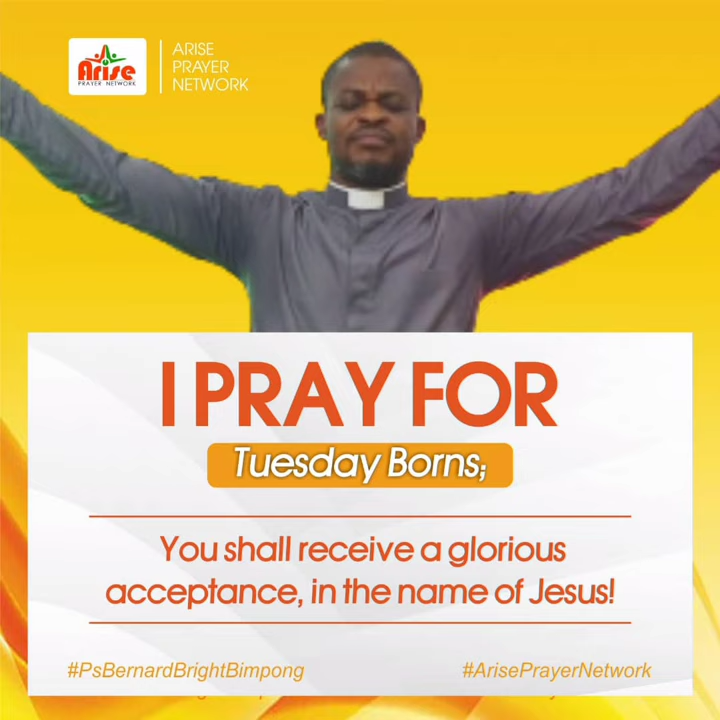 Arise
PRAYER NETWORK
ARISE
PRAYER
NETWORK
I PRAY FOR
Tuesday Borns;
You shall receive a glorious
acceptance, in the name of Jesus!
#PsBernardBrightBimpong
#ArisePrayerNetwork